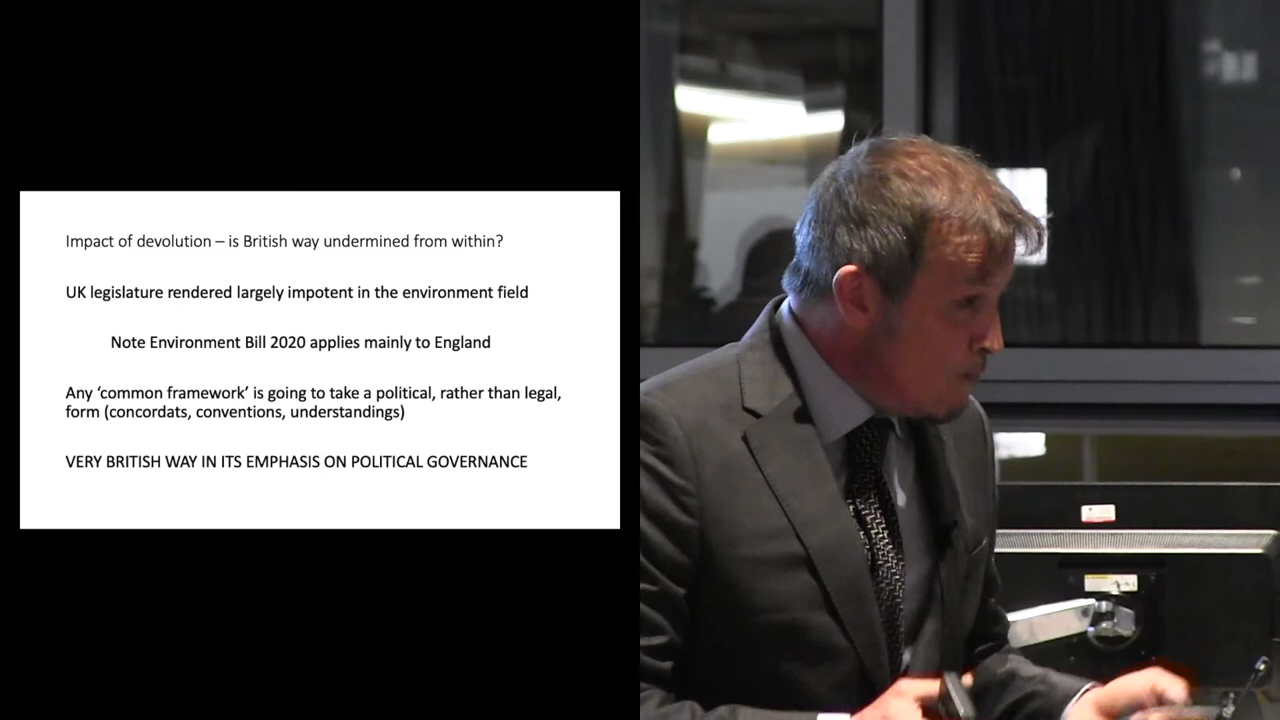 Impact of devolution – is British way undermined from within?
UK legislature rendered largely impotent in the environment field
Note Environment Bill 2020 applies mainly to England
Any ‘common framework’ is going to take a political, rather than legal,
form (concordats, conventions, understandings)
VERY BRITISH WAY IN ITS EMPHASIS ON POLITICAL GOVERNANCE